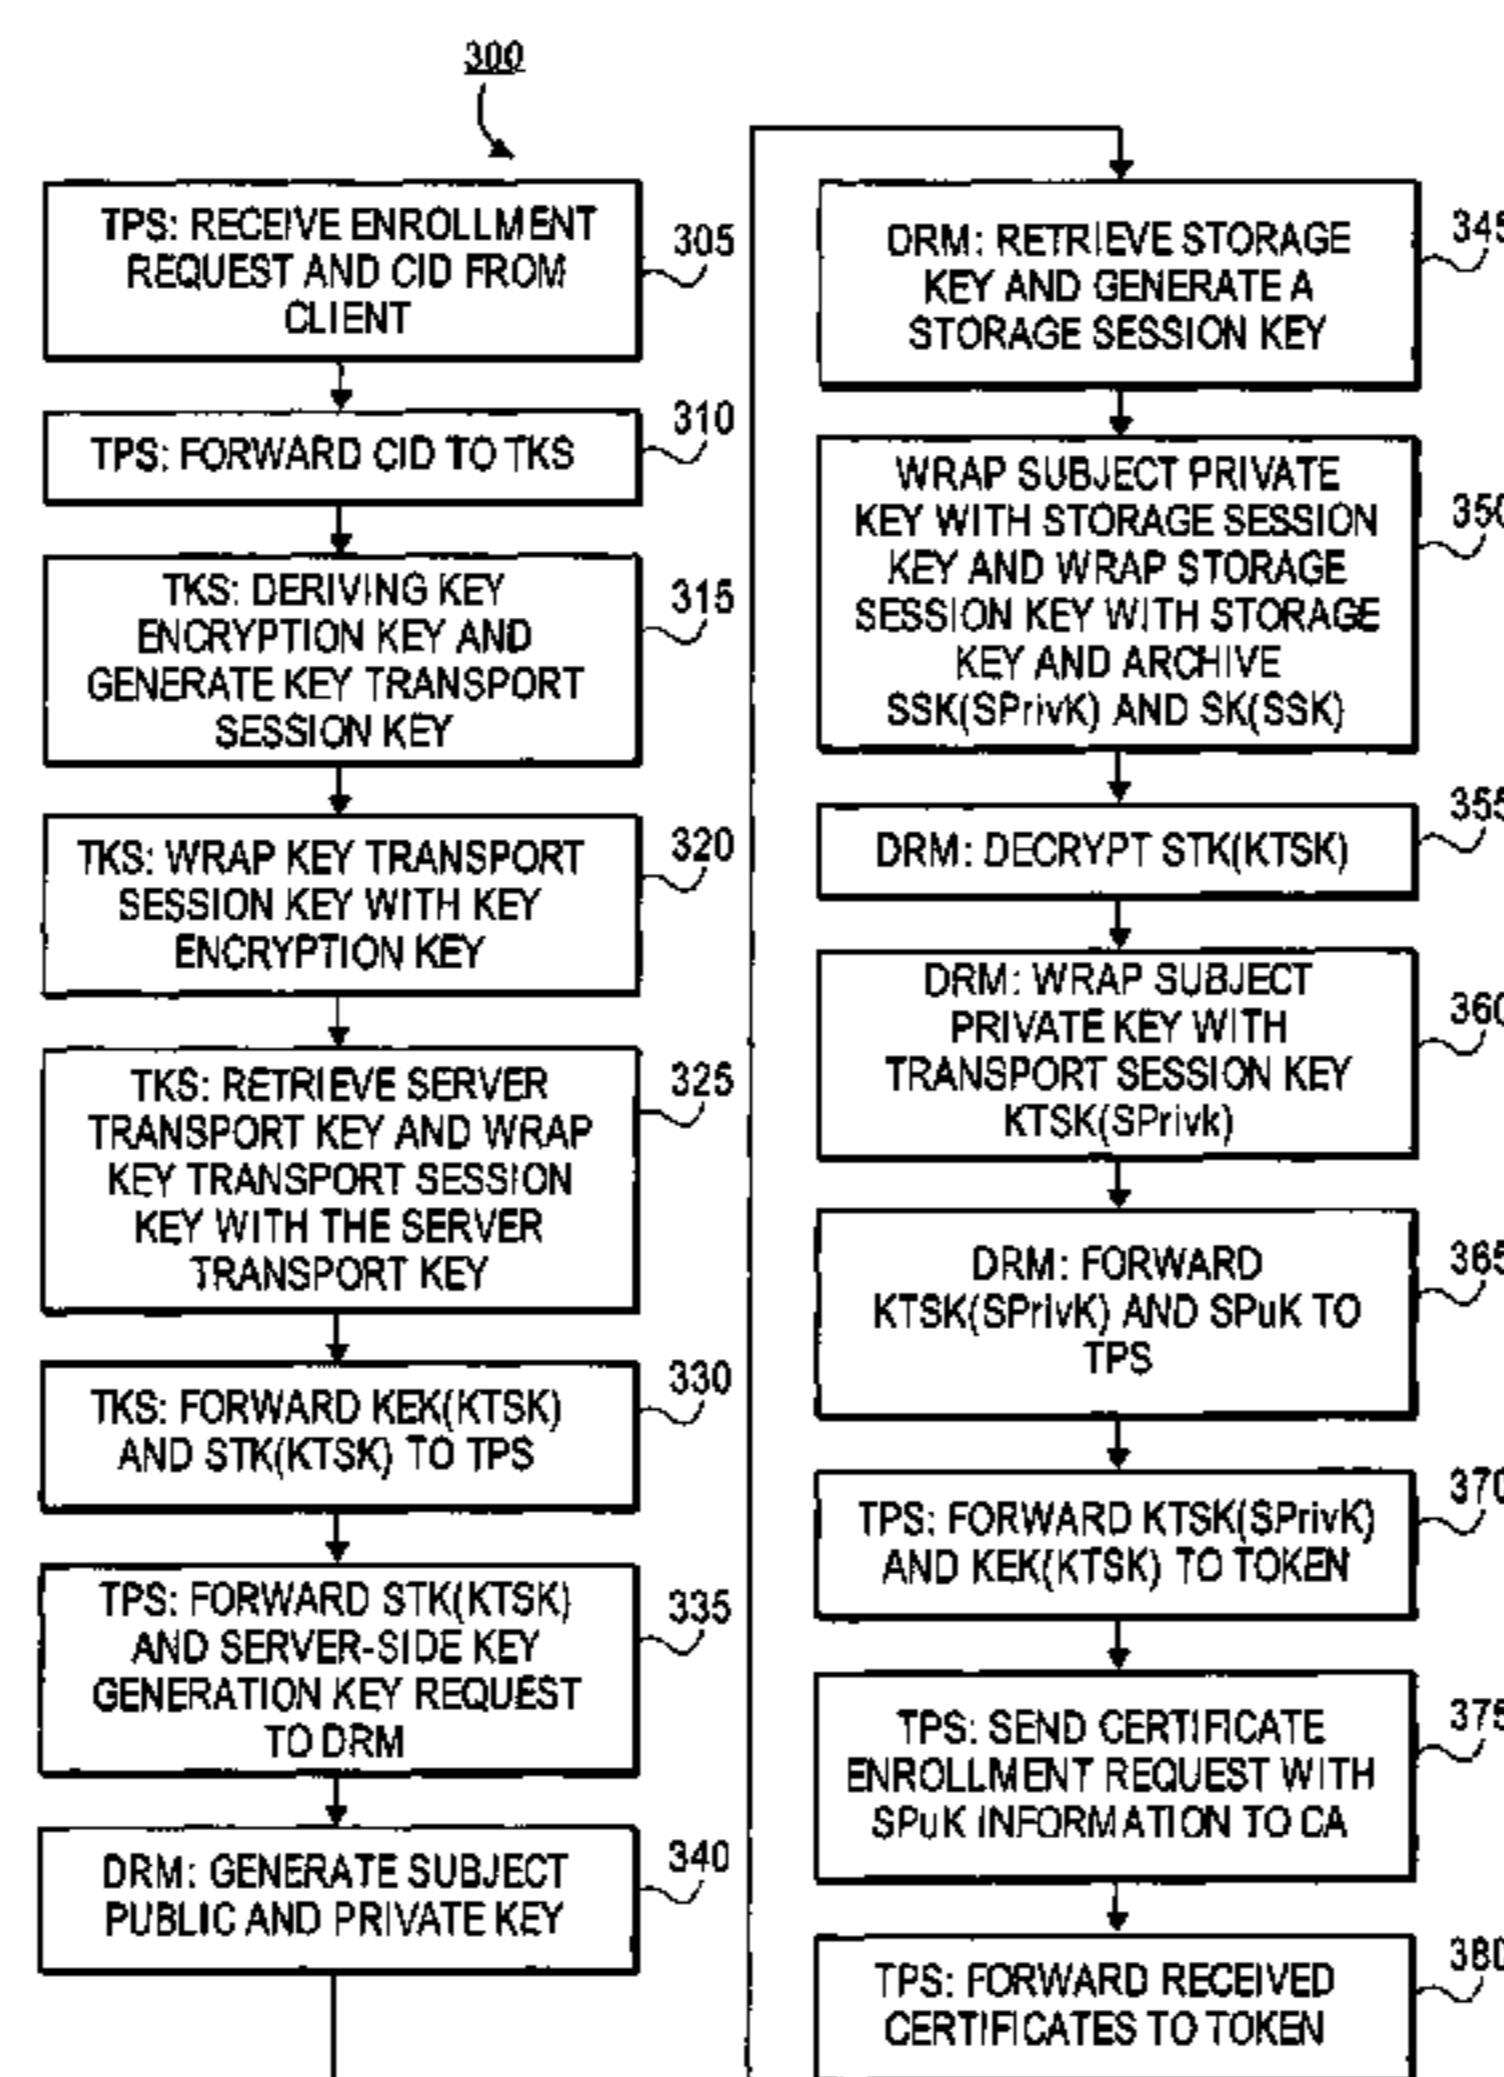 300
TPS: RECEIVE ENROLLMENT
REQUEST AND CID FROM
CLIENT
305
TPS: FORWARD CID TO TKS
310
TKS: DERIVING KEY
ENCRYPTION KEY AND
GENERATE KEY TRANSPORT
SESSION KEY
315
TKS: WRAP KEY TRANSPORT
SESSION KEY WITH KEY
ENCRYPTION KEY
320
TKS: RETRIEVE SERVER
TRANSPORT KEY AND WRAP
KEY TRANSPORT SESSION
KEY WITH THE SERVER
TRANSPORT KEY
325
TKS: FORWARD KEK(KTSK)
AND STK(KTSK) TO TPS
330
TPS: FORWARD STK(KTSK)
AND SERVER-SIDE KEY
GENERATION KEY REQUEST
TO DRM
335
DRM: GENERATE SUBJECT
PUBLIC AND PRIVATE KEY
340
DRM: RETRIEVE STORAGE
KEY AND GENERATE A
STORAGE SESSION KEY
345
WRAP SUBJECT PRIVATE
KEY WITH STORAGE SESSION
KEY AND WRAP STORAGE
SESSION KEY WITH STORAGE
KEY AND ARCHIVE
SSK(SPrivK) AND SK(SSK)
350
DRM: DECRYPT STK(KTSK)
355
DRM: WRAP SUBJECT
PRIVATE KEY WITH
TRANSPORT SESSION KEY
KTSK(SPrivk)
360
DRM: FORWARD
KTSK(SPrivK) AND SPuK TO
TPS
365
TPS: FORWARD KTSK(SPrivK)
AND KEK(KTSK) TO TOKEN
370
TPS: SEND CERTIFICATE
ENROLLMENT REQUEST WITH
SPuK INFORMATION TO CA
375
TPS: FORWARD RECEIVED
CERTIFICATES TO TOKEN
380